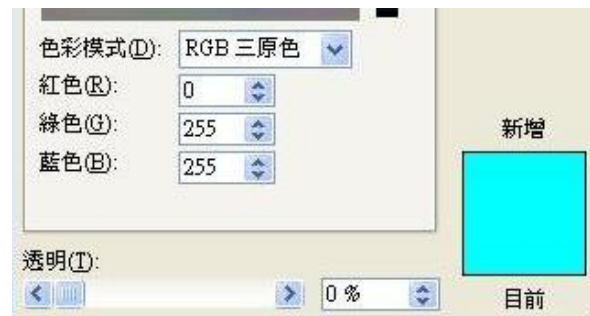 色彩模式(D): RGB 三原色
紅色(R): 0
綠色(G): 255
藍色(B): 255
新增
透明(T):
0 %
目前